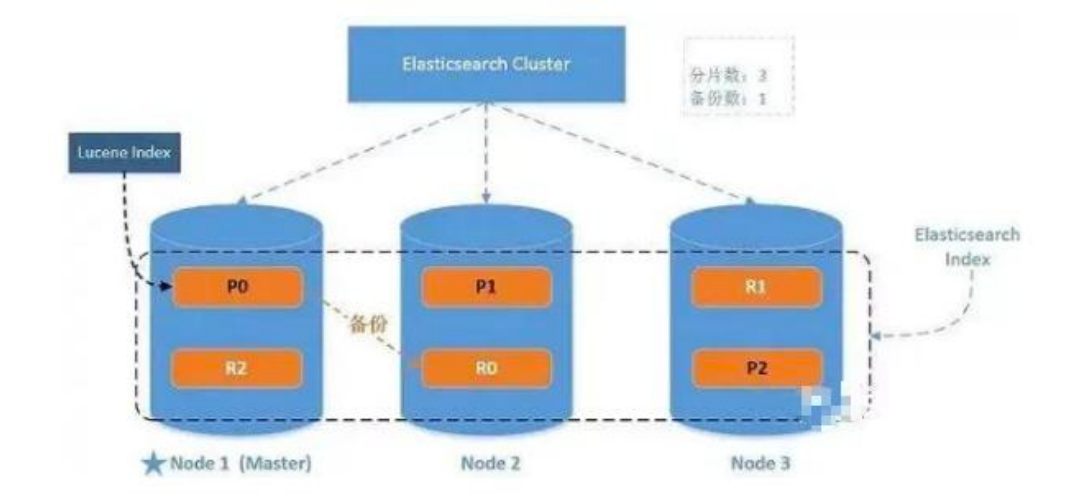 Elasticsearch Cluster
分片数：3
备份数：1
Lucene Index
Elasticsearch
Index
P0
P1
R1
备份
R2
R0
P2
Node 1 (Master)
Node 2
Node 3